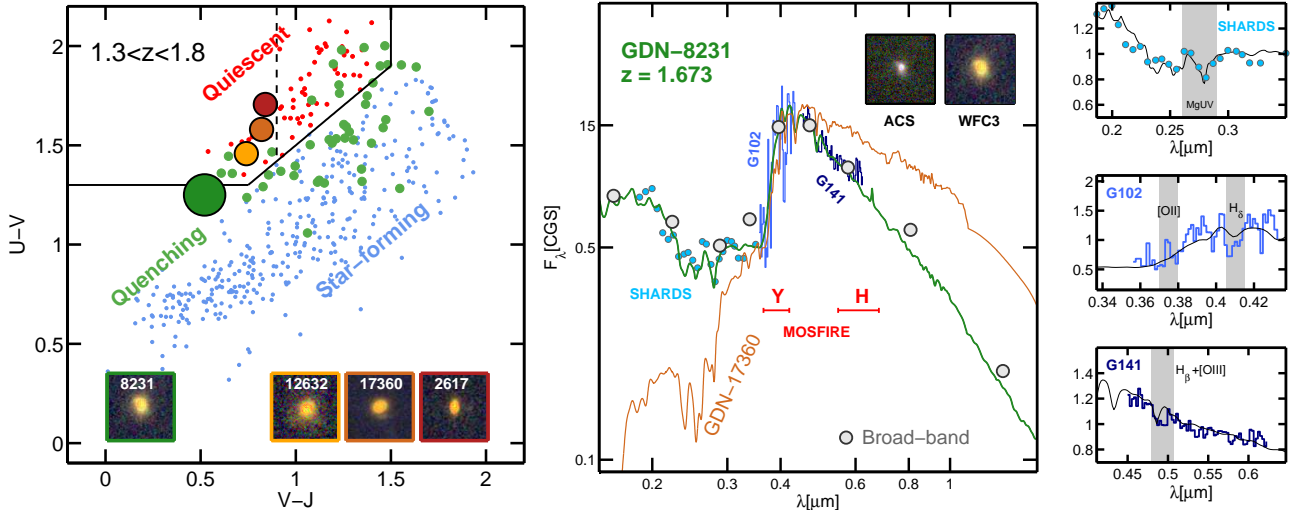 1.3<z<1.8
Quiescent
Quenching
Star−forming
8231
12632
17360
2617
2
1.5
1
0.5
0
U−V
0
0.5
1
1.5
2
V−J
GDN−8231
z = 1.673
ACS
WFC3
G102
G141
SHARDS
Y
H
MOSFIRE
GDN−17360
Broad−band
15
0.5
0.1
F_λ[CGS]
0.2
0.4
0.6
0.8
1
λ[μm]
SHARDS
MgUV
1.4
1.2
1.0
0.8
0.6
0.2
0.25
0.3
λ[μm]
G102
[OII]
H_δ
2
1.5
1
0.5
0.34
0.36
0.38
0.4
0.42
λ[μm]
G141
H_β+[OIII]
1.4
1.2
1.0
0.8
0.45
0.5
0.55
0.6
λ[μm]